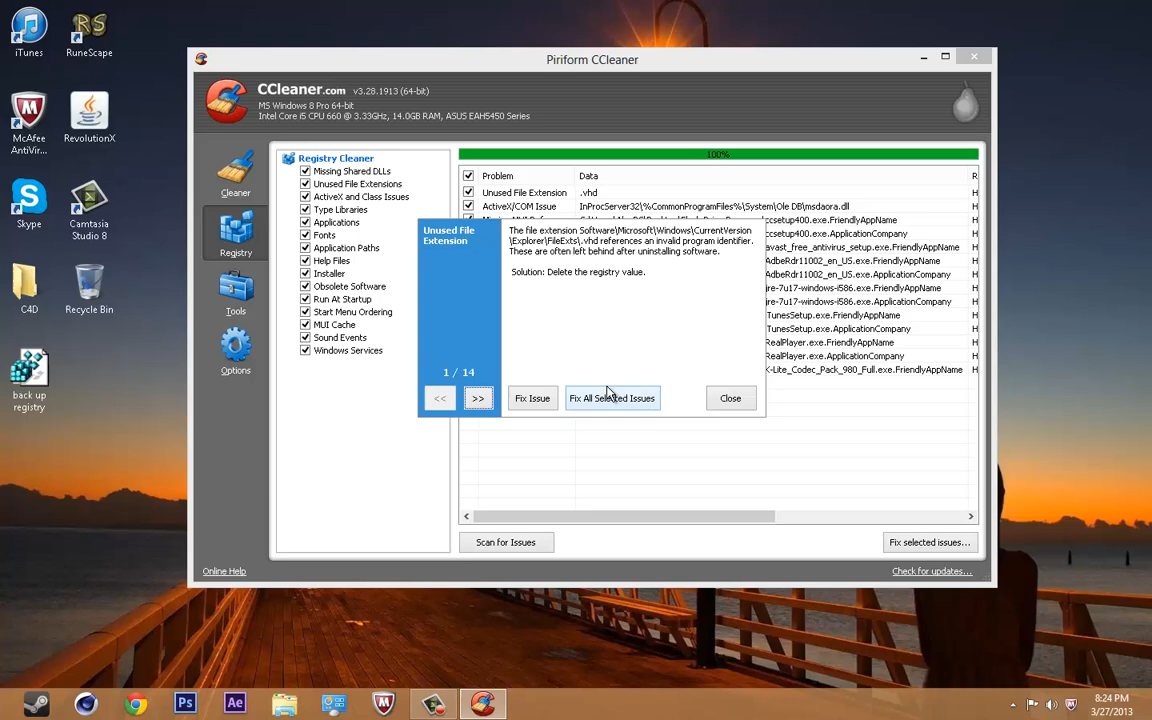 iTunes
RuneScape
McAfee
AntiVir...
RevolutionX
Skype
Camtasia
Studio 8
C4D
Recycle Bin
back up
registry
Piriform CCleaner
CCleaner.com v3.28.1913 (64-bit)
MS Windows 8 Pro 64-bit
Intel Core i5 CPU 660 @ 3.33GHz, 14.0GB RAM, ASUS EAH5450 Series
Cleaner
Registry
Tools
Options
Registry Cleaner
Missing Shared DLLs
Unused File Extensions
ActiveX and Class Issues
Type Libraries
Applications
Fonts
Application Paths
Help Files
Installer
Obsolete Software
Run At Startup
Start Menu Ordering
MUI Cache
Sound Events
Windows Services
100%
Problem Data R
Unused File Extension .vhd H
ActiveX/COM Issue InProcServer32\%CommonProgramFiles%\System\Ole DB\msdaora.dll H
ccsetup400.exe.FriendlyAppName H
ccsetup400.exe.ApplicationCompany H
avast_free_antivirus_setup.exe.FriendlyAppName H
AdbeRdr11002_en_US.exe.FriendlyAppName H
AdbeRdr11002_en_US.exe.ApplicationCompany H
jre-7u17-windows-i586.exe.FriendlyAppName H
jre-7u17-windows-i586.exe.ApplicationCompany H
TunesSetup.exe.FriendlyAppName H
TunesSetup.exe.ApplicationCompany H
RealPlayer.exe.FriendlyAppName H
RealPlayer.exe.ApplicationCompany H
K-Lite_Codec_Pack_980_Full.exe.FriendlyAppName H
Unused File
Extension
The file extension Software\Microsoft\Windows\CurrentVersion
\Explorer\FileExts\.vhd references an invalid program identifier.
These are often left behind after uninstalling software.
Solution: Delete the registry value.
1 / 14
<< >> Fix Issue Fix All Selected Issues Close
Scan for Issues Fix selected issues...
Online Help Check for updates...
Ps Ae
8:24 PM
3/27/2013